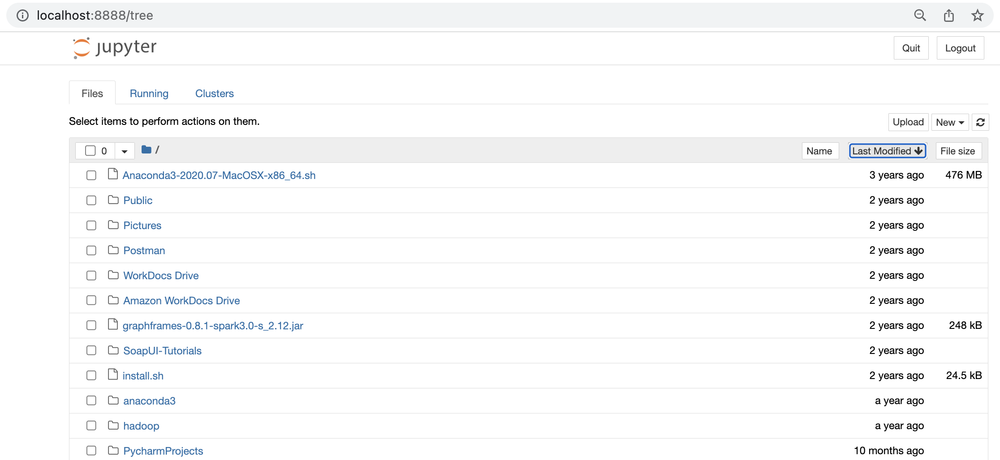 localhost:8888/tree
jupyter
Quit Logout
Files Running Clusters
Select items to perform actions on them.
Upload New
0 / Name Last Modified File size
Anaconda3-2020.07-MacOSX-x86_64.sh 3 years ago 476 MB
Public 2 years ago
Pictures 2 years ago
Postman 2 years ago
WorkDocs Drive 2 years ago
Amazon WorkDocs Drive 2 years ago
graphframes-0.8.1-spark3.0-s_2.12.jar 2 years ago 248 kB
SoapUI-Tutorials 2 years ago
install.sh 2 years ago 24.5 kB
anaconda3 a year ago
hadoop a year ago
PycharmProjects 10 months ago